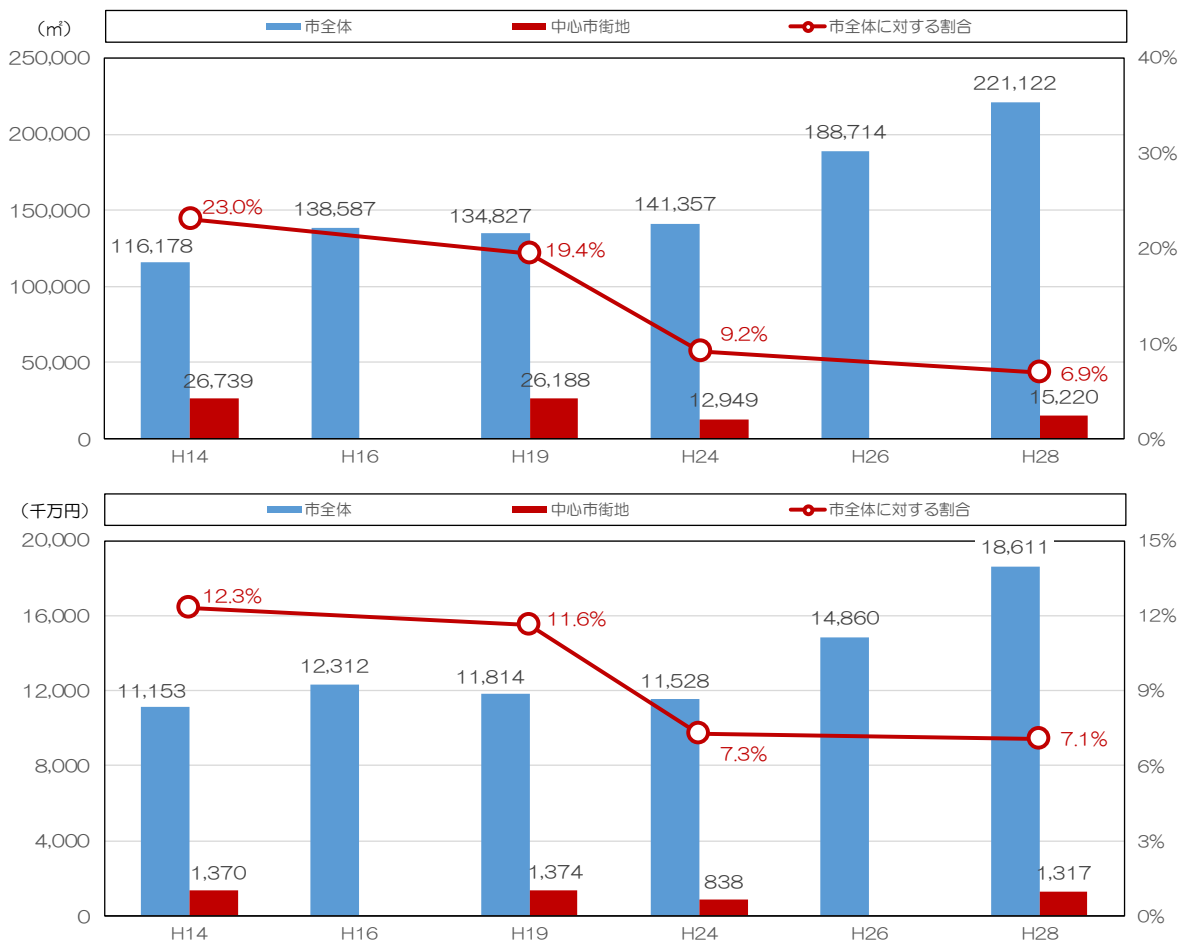 （㎡）
市全体 中心市街地 市全体に対する割合
250,000 40%
221,122
200,000 188,714 30%
150,000 23.0% 138,587 134,827 141,357 20%
116,178 19.4%
100,000
9.2% 10%
50,000 26,739 26,188 12,949 6.9%
15,220
0 0%
H14 H16 H19 H24 H26 H28
（千万円）
市全体 中心市街地 市全体に対する割合
20,000 15%
18,611
16,000 12.3% 11.6% 14,860 12%
12,312
12,000 11,153 11,814 11,528 9%
7.3% 7.1%
8,000 6%
4,000 3%
1,370 1,374 838 1,317
0 0%
H14 H16 H19 H24 H26 H28